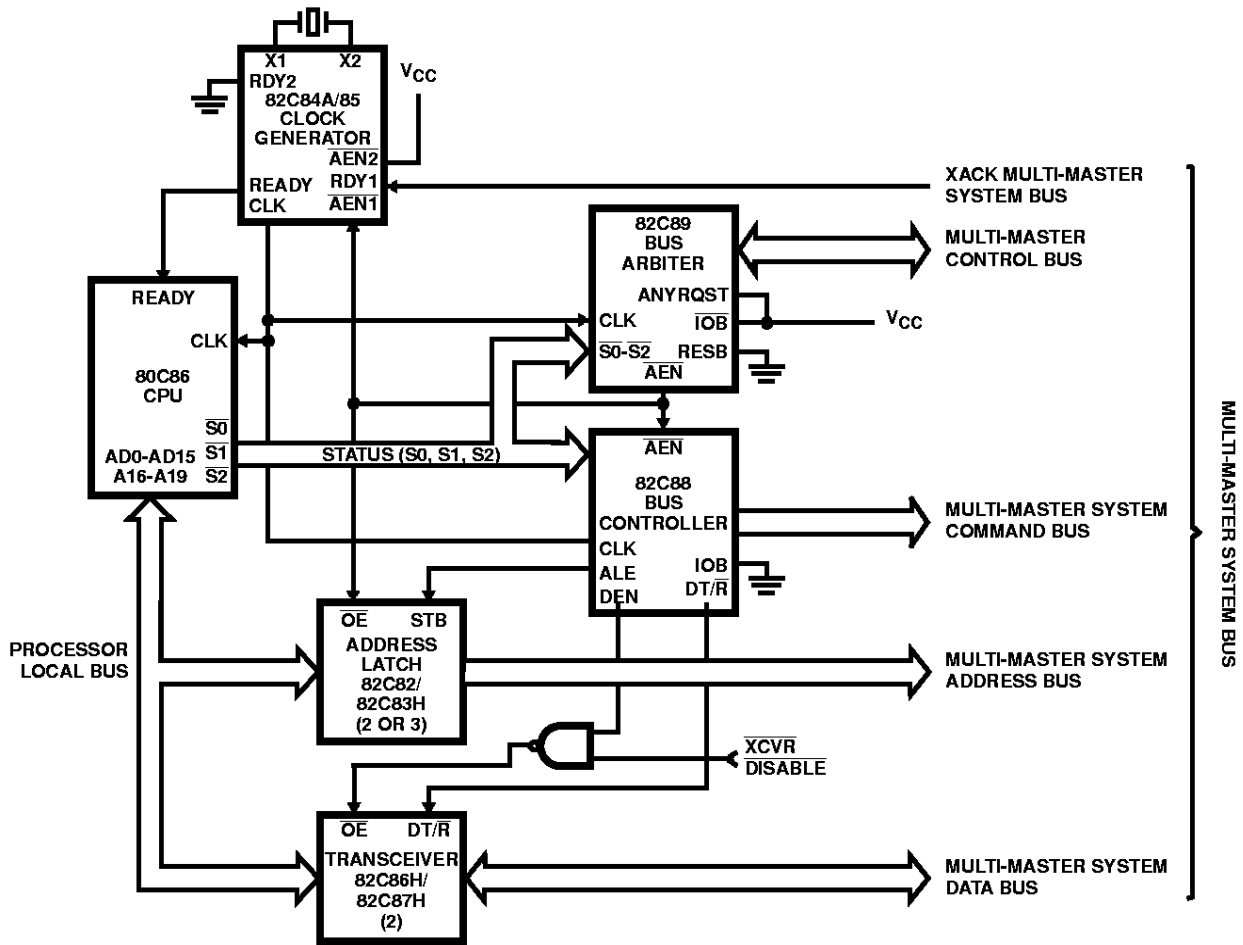 X1 X2
RDY2
82C84A/85
CLOCK
GENERATOR
AEN2
RDY1
AEN1
READY
CLK
VCC
XACK MULTI-MASTER
SYSTEM BUS
82C89
BUS
ARBITER
ANYRQST
CLK
IOB
S0-S2
RESB
AEN
VCC
MULTI-MASTER
CONTROL BUS
READY
CLK
80C86
CPU
S0
AD0-AD15
S1
A16-A19
S2
STATUS (S0, S1, S2)
AEN
82C88
BUS
CONTROLLER
CLK
ALE
IOB
DEN
DT/R
MULTI-MASTER SYSTEM
COMMAND BUS
MULTI-MASTER SYSTEM BUS
PROCESSOR
LOCAL BUS
OE STB
ADDRESS
LATCH
82C82/
82C83H
(2 OR 3)
MULTI-MASTER SYSTEM
ADDRESS BUS
XCVR
DISABLE
OE DT/R
TRANSCEIVER
82C86H/
82C87H
(2)
MULTI-MASTER SYSTEM
DATA BUS